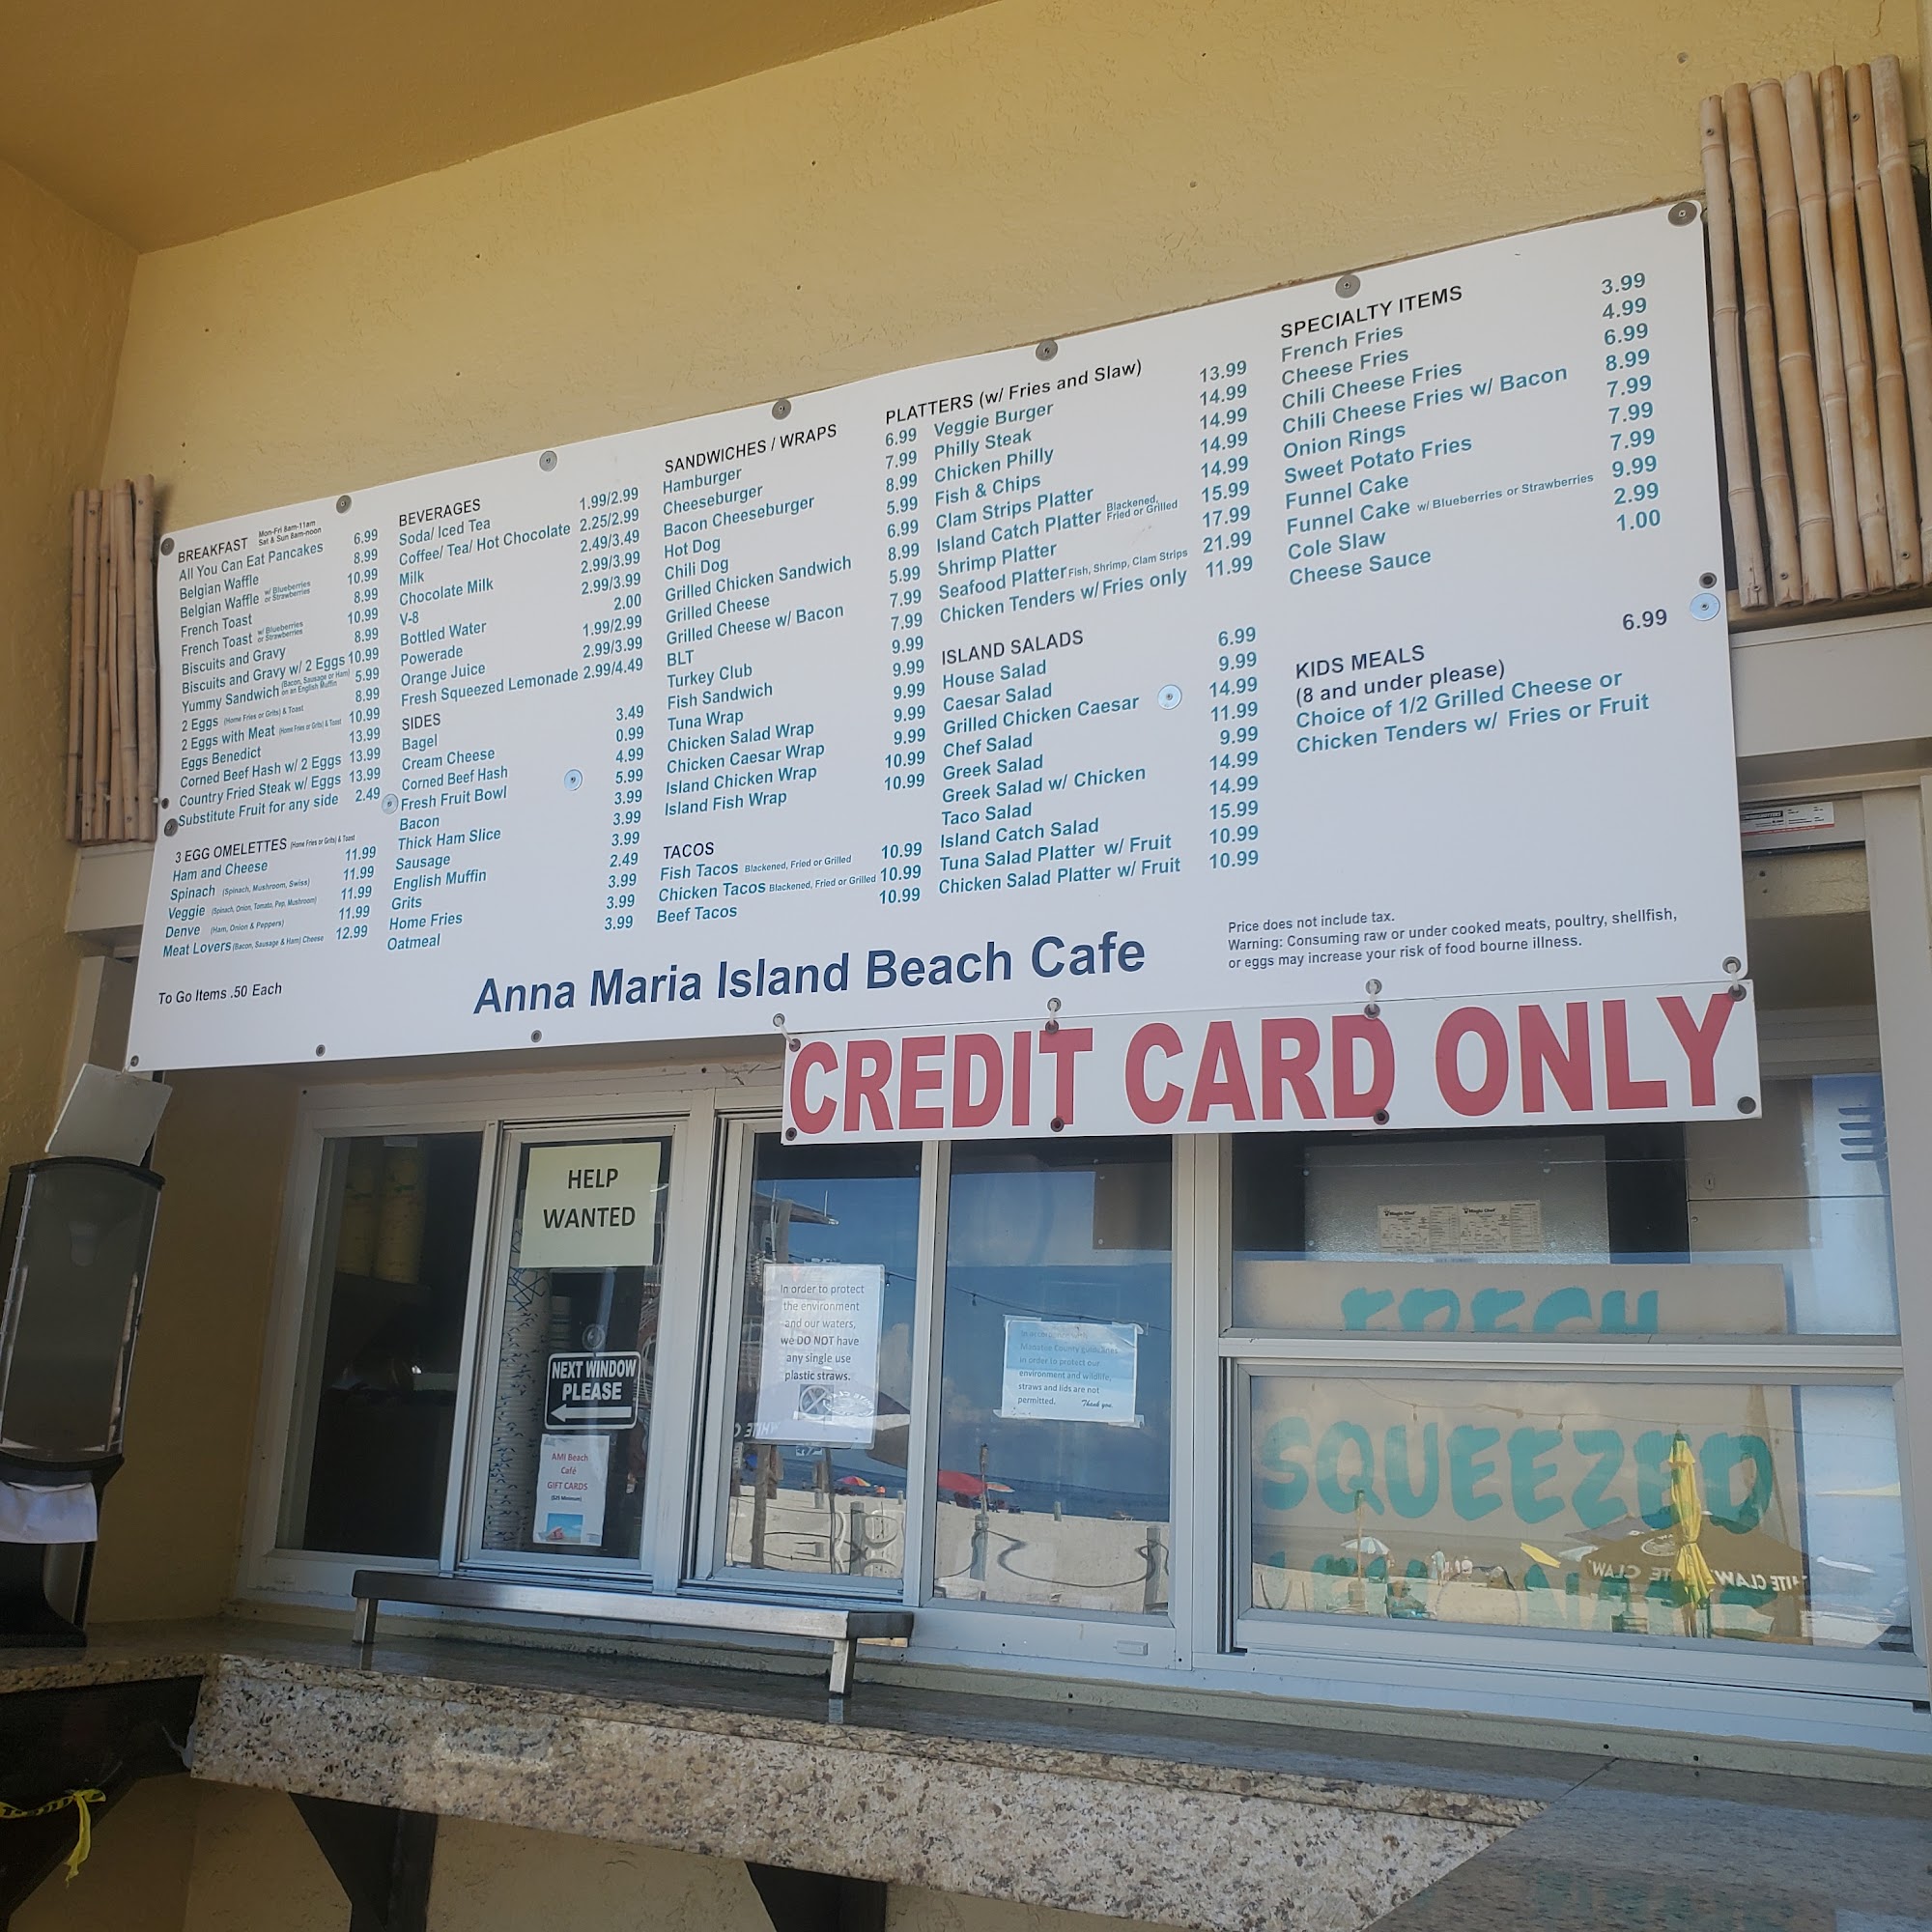 BREAKFAST Mon-Fri 8am-11am
Sat & Sun 8am-noon
All You Can Eat Pancakes 6.99
Belgian Waffle 8.99
Belgian Waffle w/ Blueberries or Strawberries 10.99
French Toast 8.99
French Toast w/ Blueberries or Strawberries 10.99
Biscuits and Gravy 8.99
Biscuits and Gravy w/ 2 Eggs 10.99
Yummy Sandwich (Bacon, Sausage or Ham) on an English Muffin 5.99
2 Eggs (Home Fries or Grits) & Toast 8.99
2 Eggs with Meat (Home Fries or Grits) & Toast 10.99
Eggs Benedict 13.99
Corned Beef Hash w/ 2 Eggs 13.99
Country Fried Steak w/ Eggs 13.99
Substitute Fruit for any side 2.49
3 EGG OMELETTES (Home Fries or Grits) & Toast
Ham and Cheese 11.99
Spinach (Spinach, Mushroom, Swiss) 11.99
Veggie (Spinach, Onion, Tomato, Pep, Mushroom) 11.99
Denve (Ham, Onion & Peppers) 11.99
Meat Lovers (Bacon, Sausage & Ham) Cheese 12.99
To Go Items .50 Each
BEVERAGES
Soda/ Iced Tea 1.99/2.99
Coffee/ Tea/ Hot Chocolate 2.25/2.99
Milk 2.49/3.49
Chocolate Milk 2.99/3.99
V-8 2.99/3.99
Bottled Water 2.00
Powerade 1.99/2.99
Orange Juice 2.99/3.99
Fresh Squeezed Lemonade 2.99/4.49
SIDES
Bagel 3.49
Cream Cheese 0.99
Corned Beef Hash 4.99
Fresh Fruit Bowl 5.99
Bacon 3.99
Thick Ham Slice 3.99
Sausage 3.99
English Muffin 2.49
Grits 3.99
Home Fries 3.99
Oatmeal 3.99
SANDWICHES / WRAPS
Hamburger 6.99
Cheeseburger 7.99
Bacon Cheeseburger 8.99
Hot Dog 5.99
Chili Dog 6.99
Grilled Chicken Sandwich 8.99
Grilled Cheese 5.99
Grilled Cheese w/ Bacon 7.99
BLT 7.99
Turkey Club 9.99
Fish Sandwich 9.99
Tuna Wrap 9.99
Chicken Salad Wrap 9.99
Chicken Caesar Wrap 9.99
Island Chicken Wrap 10.99
Island Fish Wrap 10.99
TACOS
Fish Tacos Blackened, Fried or Grilled 10.99
Chicken Tacos Blackened, Fried or Grilled 10.99
Beef Tacos 10.99
PLATTERS (w/ Fries and Slaw)
Veggie Burger 13.99
Philly Steak 14.99
Chicken Philly 14.99
Fish & Chips 14.99
Clam Strips Platter 14.99
Island Catch Platter Blackened, Fried or Grilled 15.99
Shrimp Platter 17.99
Seafood Platter Fish, Shrimp, Clam Strips 21.99
Chicken Tenders w/ Fries only 11.99
ISLAND SALADS
House Salad 6.99
Caesar Salad 9.99
Grilled Chicken Caesar 14.99
Chef Salad 11.99
Greek Salad 9.99
Greek Salad w/ Chicken 14.99
Taco Salad 14.99
Island Catch Salad 15.99
Tuna Salad Platter w/ Fruit 10.99
Chicken Salad Platter w/ Fruit 10.99
SPECIALTY ITEMS
French Fries 3.99
Cheese Fries 4.99
Chili Cheese Fries 6.99
Chili Cheese Fries w/ Bacon 8.99
Onion Rings 7.99
Sweet Potato Fries 7.99
Funnel Cake 7.99
Funnel Cake w/ Blueberries or Strawberries 9.99
Cole Slaw 2.99
Cheese Sauce 1.00
KIDS MEALS 6.99
(8 and under please)
Choice of 1/2 Grilled Cheese or
Chicken Tenders w/ Fries or Fruit
Price does not include tax.
Warning: Consuming raw or under cooked meats, poultry, shellfish,
or eggs may increase your risk of food bourne illness.
Anna Maria Island Beach Cafe
CREDIT CARD ONLY
HELP
WANTED
NEXT WINDOW
PLEASE
AMI Beach
Café
GIFT CARDS
($25 Minimum)
In order to protect
the environment
and our waters,
we DO NOT have
any single use
plastic straws.
Manatee County guidelines
in order to protect our
environment and wildlife,
straws and lids are not
permitted. Thank you.
Magic Chef Magic Chef
FRESH
SQUEEZED
WHITE CLAW